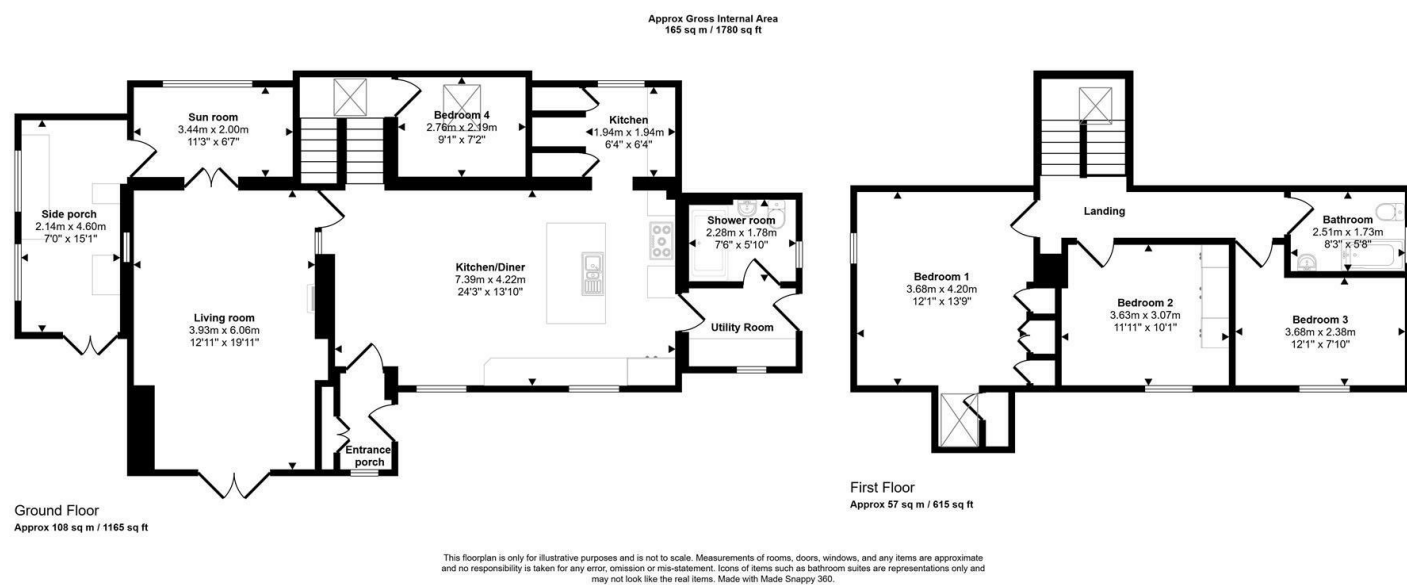 Approx Gross Internal Area
165 sq m / 1780 sq ft
Sun room
3.44m x 2.00m
11'3" x 6'7"
Bedroom 4
2.76m x 2.19m
9'1" x 7'2"
Kitchen
1.94m x 1.94m
6'4" x 6'4"
Side porch
2.14m x 4.60m
7'0" x 15'1"
Shower room
2.28m x 1.78m
7'6" x 5'10"
Kitchen/Diner
7.39m x 4.22m
24'3" x 13'10"
Living room
3.93m x 6.06m
12'11" x 19'11"
Utility Room
Entrance
porch
Ground Floor
Approx 108 sq m / 1165 sq ft
Landing
Bathroom
2.51m x 1.73m
8'3" x 5'8"
Bedroom 1
3.68m x 4.20m
12'1" x 13'9"
Bedroom 2
3.63m x 3.07m
11'11" x 10'1"
Bedroom 3
3.68m x 2.38m
12'1" x 7'10"
First Floor
Approx 57 sq m / 615 sq ft
This floorplan is only for illustrative purposes and is not to scale. Measurements of rooms, doors, windows, and any items are approximate
and no responsibility is taken for any error, omission or mis-statement. Icons of items such as bathroom suites are representations only and
may not look like the real items. Made with Made Snappy 360.